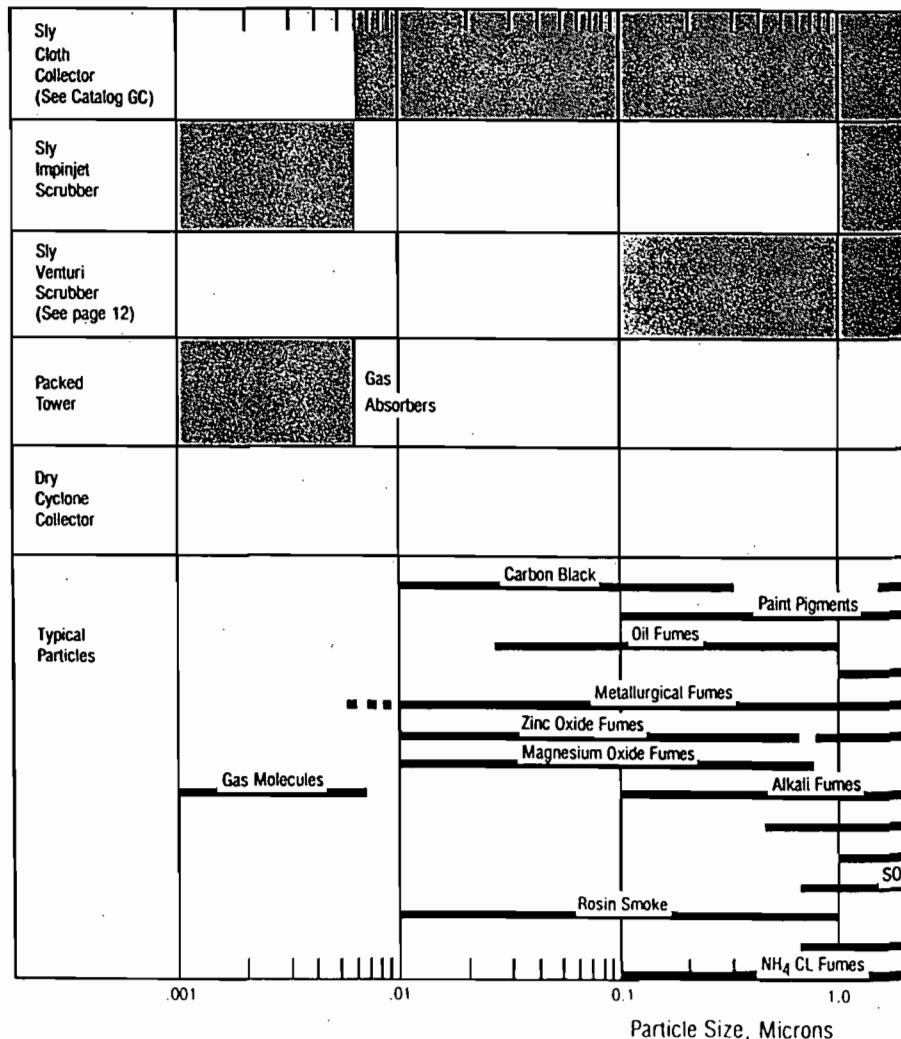 Sly
Cloth
Collector
(See Catalog GC)
Sly
Impinjet
Scrubber
Sly
Venturi
Scrubber
(See page 12)
Packed
Tower
Gas
Absorbers
Dry
Cyclone
Collector
Typical
Particles
Carbon Black
Paint Pigments
Oil Fumes
Metallurgical Fumes
Zinc Oxide Fumes
Magnesium Oxide Fumes
Gas Molecules
Alkali Fumes
SO
Rosin Smoke
NH₄ CL Fumes
.001 .01 0.1 1.0
Particle Size, Microns